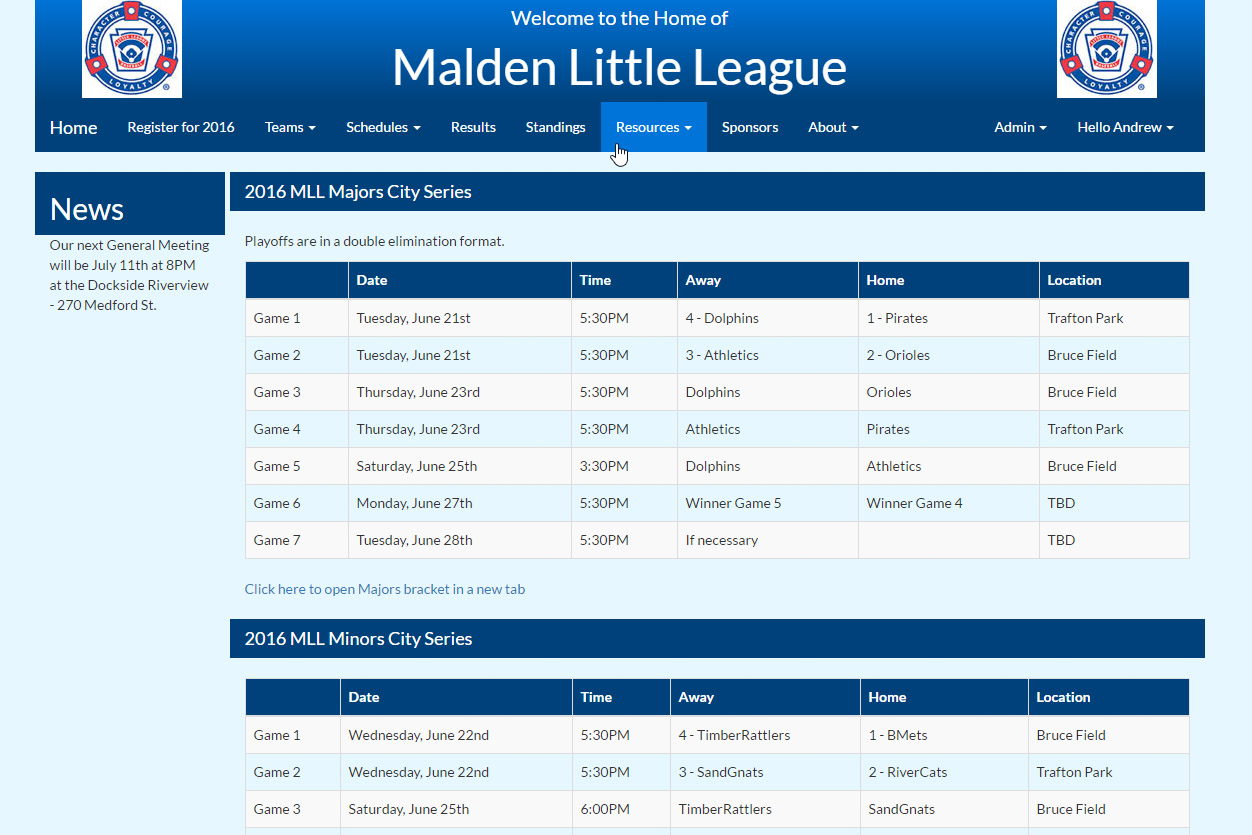 Welcome to the Home of
Malden Little League
CHARACTER COURAGE LOYALTY
LITTLE LEAGUE BASEBALL
®
CHARACTER COURAGE LOYALTY
LITTLE LEAGUE BASEBALL
®
Home Register for 2016 Teams Schedules Results Standings Resources Sponsors About Admin Hello Andrew
News
Our next General Meeting
will be July 11th at 8PM
at the Dockside Riverview
- 270 Medford St.
2016 MLL Majors City Series
Playoffs are in a double elimination format.
Date Time Away Home Location
Game 1 Tuesday, June 21st 5:30PM 4 - Dolphins 1 - Pirates Trafton Park
Game 2 Tuesday, June 21st 5:30PM 3 - Athletics 2 - Orioles Bruce Field
Game 3 Thursday, June 23rd 5:30PM Dolphins Orioles Bruce Field
Game 4 Thursday, June 23rd 5:30PM Athletics Pirates Trafton Park
Game 5 Saturday, June 25th 3:30PM Dolphins Athletics Bruce Field
Game 6 Monday, June 27th 5:30PM Winner Game 5 Winner Game 4 TBD
Game 7 Tuesday, June 28th 5:30PM If necessary TBD
Click here to open Majors bracket in a new tab
2016 MLL Minors City Series
Date Time Away Home Location
Game 1 Wednesday, June 22nd 5:30PM 4 - TimberRattlers 1 - BMets Bruce Field
Game 2 Wednesday, June 22nd 5:30PM 3 - SandGnats 2 - RiverCats Trafton Park
Game 3 Saturday, June 25th 6:00PM TimberRattlers SandGnats Bruce Field